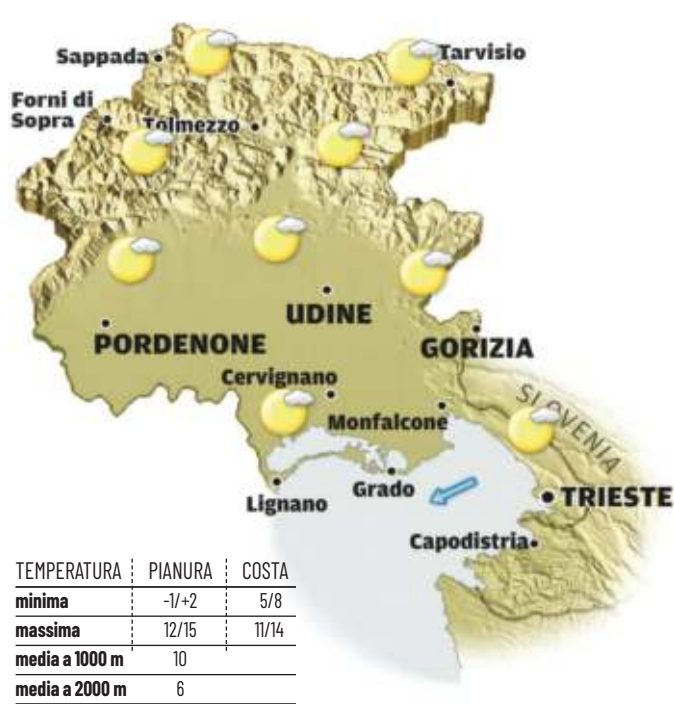 Sappada
Tarvisio
Forni di
Sopra
Tolmezzo
UDINE
PORDENONE
GORIZIA
Cervignano
Monfalcone
SLOVENIA
Lignano
Grado
TRIESTE
Capodistria
TEMPERATURA PIANURA COSTA
minima -1/+2 5/8
massima 12/15 11/14
media a 1000 m 10
media a 2000 m 6